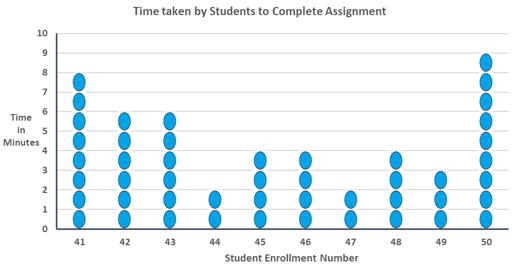 Time taken by Students to Complete Assignment
10
9
8
7
6
5
4
3
2
1
0
Time
in
Minutes
41 42 43 44 45 46 47 48 49 50
Student Enrollment Number